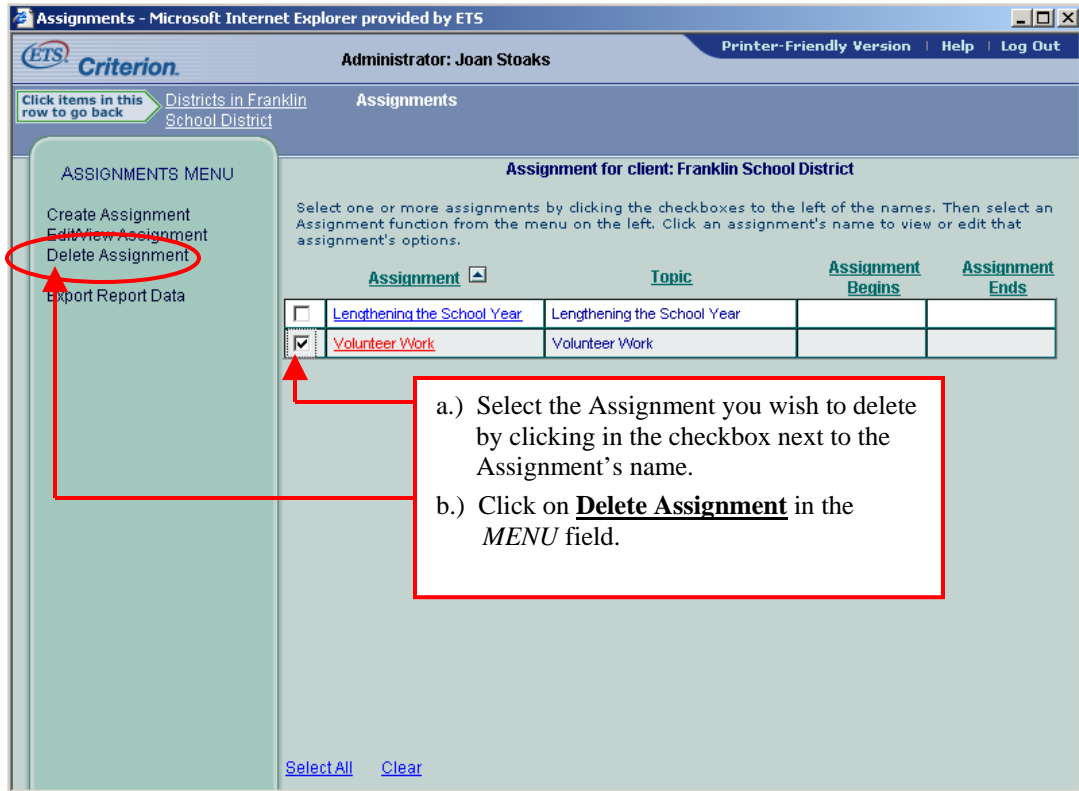 Assignments - Microsoft Internet Explorer provided by ETS
ETS Criterion.
Administrator: Joan Stoaks
Printer-Friendly Version | Help | Log Out
Click items in this
row to go back
Districts in Franklin
School District
Assignments
ASSIGNMENTS MENU
Create Assignment
Edit/View Assignment
Delete Assignment
Export Report Data
Assignment for client: Franklin School District
Select one or more assignments by clicking the checkboxes to the left of the names. Then select an
Assignment function from the menu on the left. Click an assignment's name to view or edit that
assignment's options.
Assignment
Topic
Assignment
Begins
Assignment
Ends
Lengthening the School Year
Lengthening the School Year
Volunteer Work
Volunteer Work
a.) Select the Assignment you wish to delete
by clicking in the checkbox next to the
Assignment’s name.
b.) Click on Delete Assignment in the
MENU field.
Select All
Clear